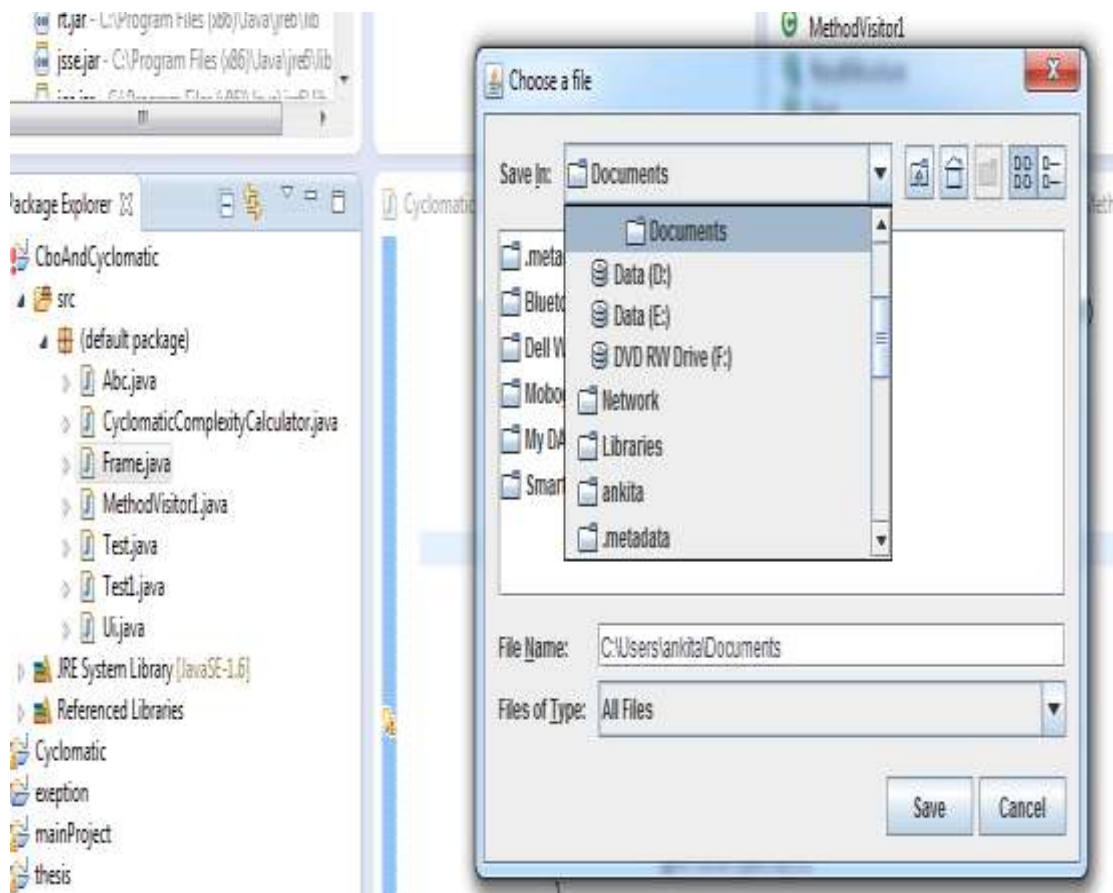 rt.jar - C:\Program Files (x86)\Java\jre6\lib
jsse.jar - C:\Program Files (x86)\Java\jre6\lib
Package Explorer
CboAndCyclomatic
src
(default package)
Abc.java
CyclomaticComplexityCalculator.java
Frame.java
MethodVisitor1.java
Test.java
Test1.java
Ui.java
JRE System Library [JavaSE-1.6]
Referenced Libraries
Cyclomatic
exeption
mainProject
thesis
Cyclomatic
MethodVisitor1
Choose a file
Save In: Documents
Documents
Data (D:)
Data (E:)
DVD RW Drive (F:)
Network
Libraries
ankita
.metadata
.meta
Blueto
Dell W
Mobog
My DA
Smart
File Name: C:\Users\ankita\Documents
Files of Type: All Files
Save Cancel